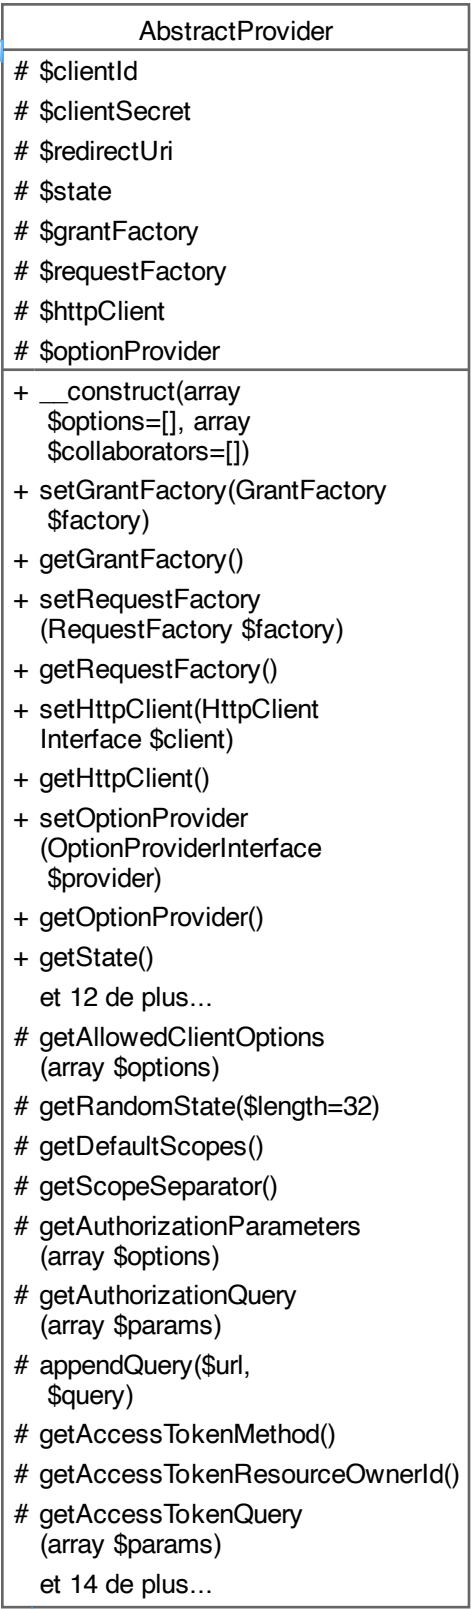 AbstractProvider
# $clientId
# $clientSecret
# $redirectUri
# $state
# $grantFactory
# $requestFactory
# $httpClient
# $optionProvider
+ __construct(array
$options=[], array
$collaborators=[])
+ setGrantFactory(GrantFactory
$factory)
+ getGrantFactory()
+ setRequestFactory
(RequestFactory $factory)
+ getRequestFactory()
+ setHttpClient(HttpClient
Interface $client)
+ getHttpClient()
+ setOptionProvider
(OptionProviderInterface
$provider)
+ getOptionProvider()
+ getState()
et 12 de plus...
# getAllowedClientOptions
(array $options)
# getRandomState($length=32)
# getDefaultScopes()
# getScopeSeparator()
# getAuthorizationParameters
(array $options)
# getAuthorizationQuery
(array $params)
# appendQuery($url,
$query)
# getAccessTokenMethod()
# getAccessTokenResourceOwnerId()
# getAccessTokenQuery
(array $params)
et 14 de plus...